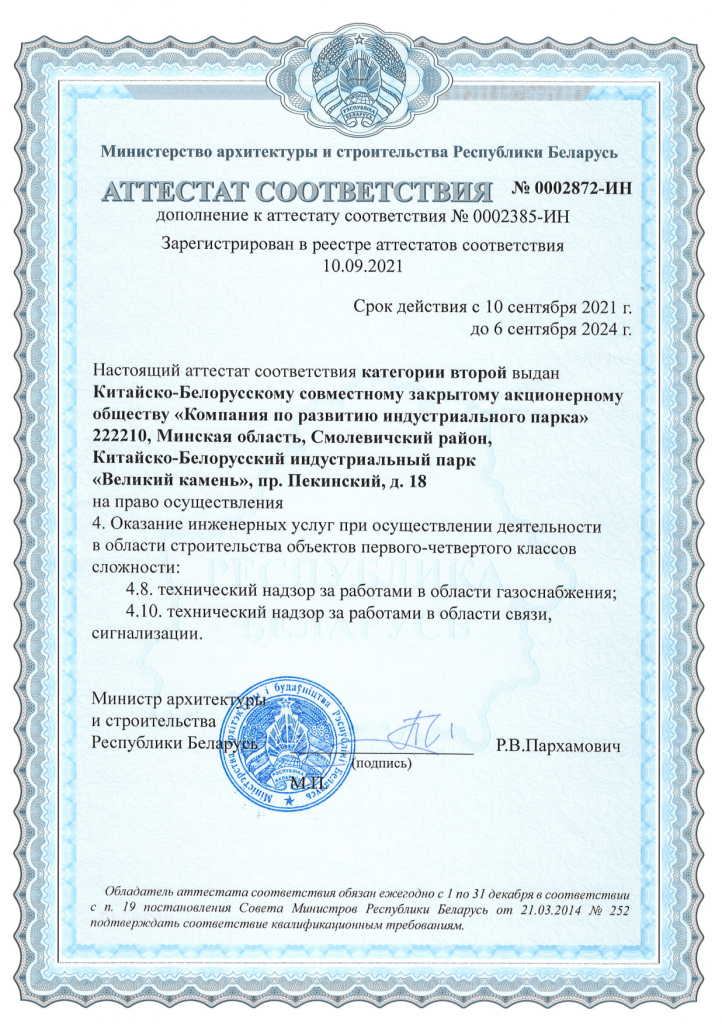 РЭСПУБЛІКА
БЕЛАРУСЬ
Министерство архитектуры и строительства Республики Беларусь
АТТЕСТАТ СООТВЕТСТВИЯ № 0002872-ИН
дополнение к аттестату соответствия № 0002385-ИН
Зарегистрирован в реестре аттестатов соответствия
10.09.2021
Срок действия с 10 сентября 2021 г.
до 6 сентября 2024 г.
Настоящий аттестат соответствия категории второй выдан
Китайско-Белорусскому совместному закрытому акционерному
обществу «Компания по развитию индустриального парка»
222210, Минская область, Смолевичский район,
Китайско-Белорусский индустриальный парк
«Великий камень», пр. Пекинский, д. 18
на право осуществления
4. Оказание инженерных услуг при осуществлении деятельности
в области строительства объектов первого-четвертого классов
сложности:
4.8. технический надзор за работами в области газоснабжения;
4.10. технический надзор за работами в области связи,
сигнализации.
РЕСПУБЛИКА
БЕЛАРУСЬ
Министр архитектуры
и строительства
Республики Беларусь
Р.В.Пархамович
(подпись)
М.П.
Міністэрства архітэктуры і будаўніцтва Рэспублікі Беларусь
РЭСПУБЛІКА
БЕЛАРУСЬ
Обладатель аттестата соответствия обязан ежегодно с 1 по 31 декабря в соответствии
с п. 19 постановления Совета Министров Республики Беларусь от 21.03.2014 № 252
подтверждать соответствие квалификационным требованиям.